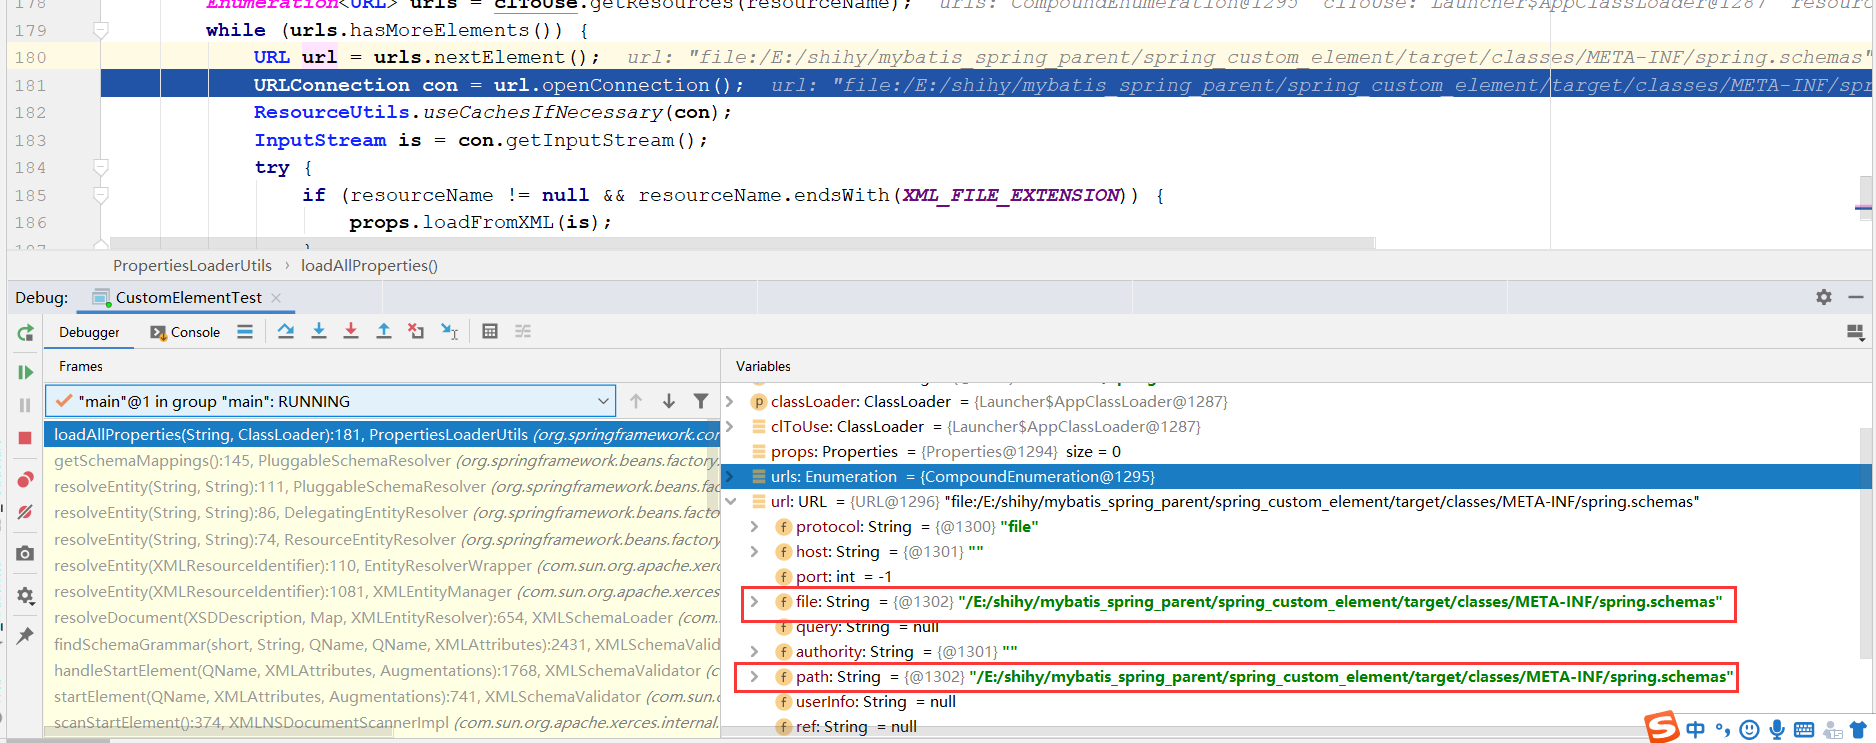 178 Enumeration<URL> urls = clToUse.getResources(resourceName); urls: CompoundEnumeration@1295 clToUse: Launcher$AppClassLoader@1287 resourc
179 while (urls.hasMoreElements()) {
180 URL url = urls.nextElement(); url: "file:/E:/shihy/mybatis_spring_parent/spring_custom_element/target/classes/META-INF/spring.schemas"
181 URLConnection con = url.openConnection(); url: "file:/E:/shihy/mybatis_spring_parent/spring_custom_element/target/classes/META-INF/spr
182 ResourceUtils.useCachesIfNecessary(con);
183 InputStream is = con.getInputStream();
184 try {
185 if (resourceName != null && resourceName.endsWith(XML_FILE_EXTENSION)) {
186 props.loadFromXML(is);
187 }
PropertiesLoaderUtils › loadAllProperties()
Debug: CustomElementTest
Debugger Console
Frames
"main"@1 in group "main": RUNNING
loadAllProperties(String, ClassLoader):181, PropertiesLoaderUtils (org.springframework.cor
getSchemaMappings():145, PluggableSchemaResolver (org.springframework.beans.factory.
resolveEntity(String, String):111, PluggableSchemaResolver (org.springframework.beans.fac
resolveEntity(String, String):86, DelegatingEntityResolver (org.springframework.beans.facto
resolveEntity(String, String):74, ResourceEntityResolver (org.springframework.beans.factory.
resolveEntity(XMLResourceIdentifier):110, EntityResolverWrapper (com.sun.org.apache.xerc
resolveEntity(XMLResourceIdentifier):1081, XMLEntityManager (com.sun.org.apache.xerces
resolveDocument(XSDDescription, Map, XMLEntityResolver):654, XMLSchemaLoader (com.
findSchemaGrammar(short, String, QName, QName, XMLAttributes):2431, XMLSchemaValid
handleStartElement(QName, XMLAttributes, Augmentations):1768, XMLSchemaValidator (c
startElement(QName, XMLAttributes, Augmentations):741, XMLSchemaValidator (com.sun.o
scanStartElement():374, XMLNSDocumentScannerImpl (com.sun.org.apache.xerces.internal.
Variables
classLoader: ClassLoader = {Launcher$AppClassLoader@1287}
clToUse: ClassLoader = {Launcher$AppClassLoader@1287}
props: Properties = {Properties@1294} size = 0
urls: Enumeration = {CompoundEnumeration@1295}
url: URL = {URL@1296} "file:/E:/shihy/mybatis_spring_parent/spring_custom_element/target/classes/META-INF/spring.schemas"
protocol: String = {@1300} "file"
host: String = {@1301} ""
port: int = -1
file: String = {@1302} "/E:/shihy/mybatis_spring_parent/spring_custom_element/target/classes/META-INF/spring.schemas"
query: String = null
authority: String = {@1301} ""
path: String = {@1302} "/E:/shihy/mybatis_spring_parent/spring_custom_element/target/classes/META-INF/spring.schemas"
userInfo: String = null
ref: String = null
中